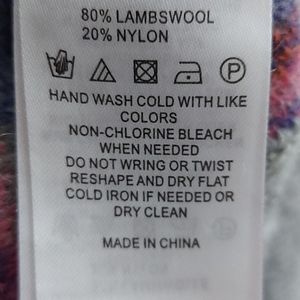 80% LAMBSWOOL
20% NYLON
P
HAND WASH COLD WITH LIKE
COLORS
NON-CHLORINE BLEACH
WHEN NEEDED
DO NOT WRING OR TWIST
RESHAPE AND DRY FLAT
COLD IRON IF NEEDED OR
DRY CLEAN
MADE IN CHINA